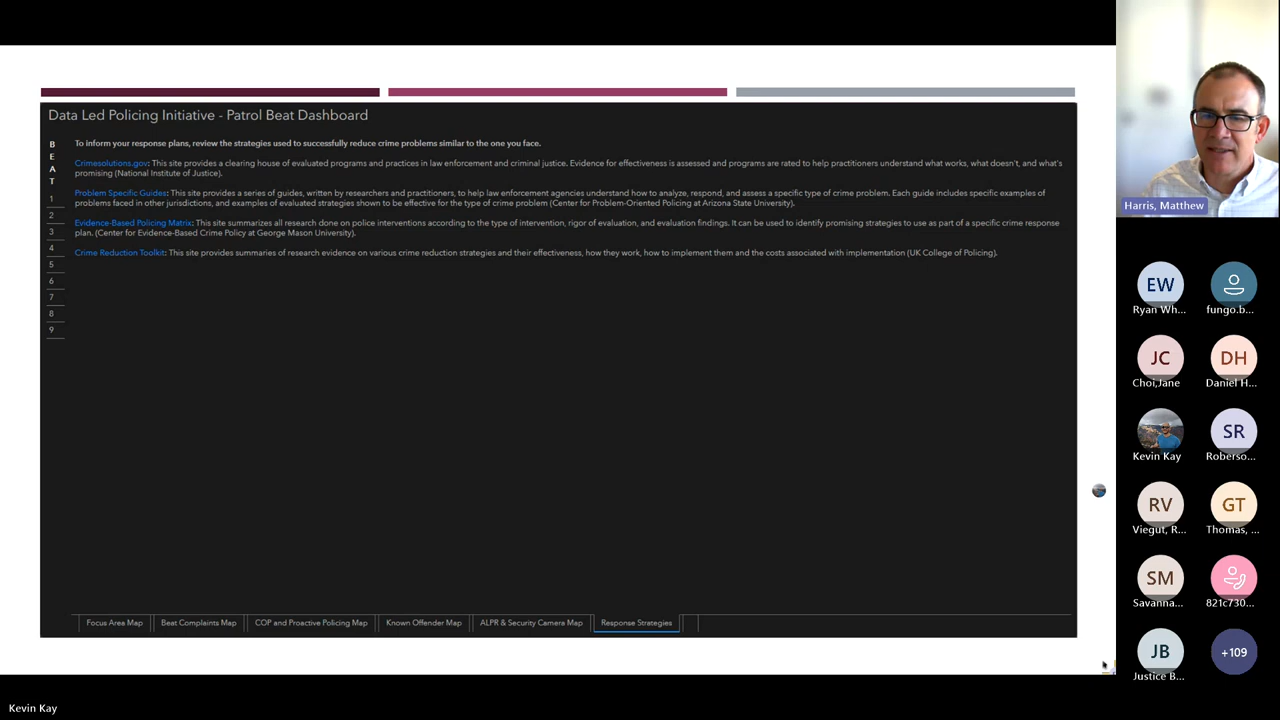 Data Led Policing Initiative - Patrol Beat Dashboard
B
E
A
T
1
2
3
4
5
6
7
8
9
To inform your response plans, review the strategies used to successfully reduce crime problems similar to the one you face.
Crimesolutions.gov: This site provides a clearing house of evaluated programs and practices in law enforcement and criminal justice. Evidence for effectiveness is assessed and programs are rated to help practitioners understand what works, what doesn't, and what's
promising (National Institute of Justice).
Problem Specific Guides: This site provides a series of guides, written by researchers and practitioners, to help law enforcement agencies understand how to analyze, respond, and assess a specific type of crime problem. Each guide includes specific examples of
problems faced in other jurisdictions, and examples of evaluated strategies shown to be effective for the type of crime problem (Center for Problem-Oriented Policing at Arizona State University).
Evidence-Based Policing Matrix: This site summarizes all research done on police interventions according to the type of intervention, rigor of evaluation, and evaluation findings. It can be used to identify promising strategies to use as part of a specific crime response
plan. (Center for Evidence-Based Crime Policy at George Mason University).
Crime Reduction Toolkit: This site provides summaries of research evidence on various crime reduction strategies and their effectiveness, how they work, how to implement them and the costs associated with implementation (UK College of Policing).
Focus Area Map
Beat Complaints Map
COP and Proactive Policing Map
Known Offender Map
ALPR & Security Camera Map
Response Strategies
Harris, Matthew
EW
Ryan Wh...
fungo.b...
JC
Choi,Jane
DH
Daniel H...
Kevin Kay
SR
Roberso...
RV
Viegut, R...
GT
Thomas, ...
SM
Savanna...
821c730...
JB
Justice B...
+109
Kevin Kay